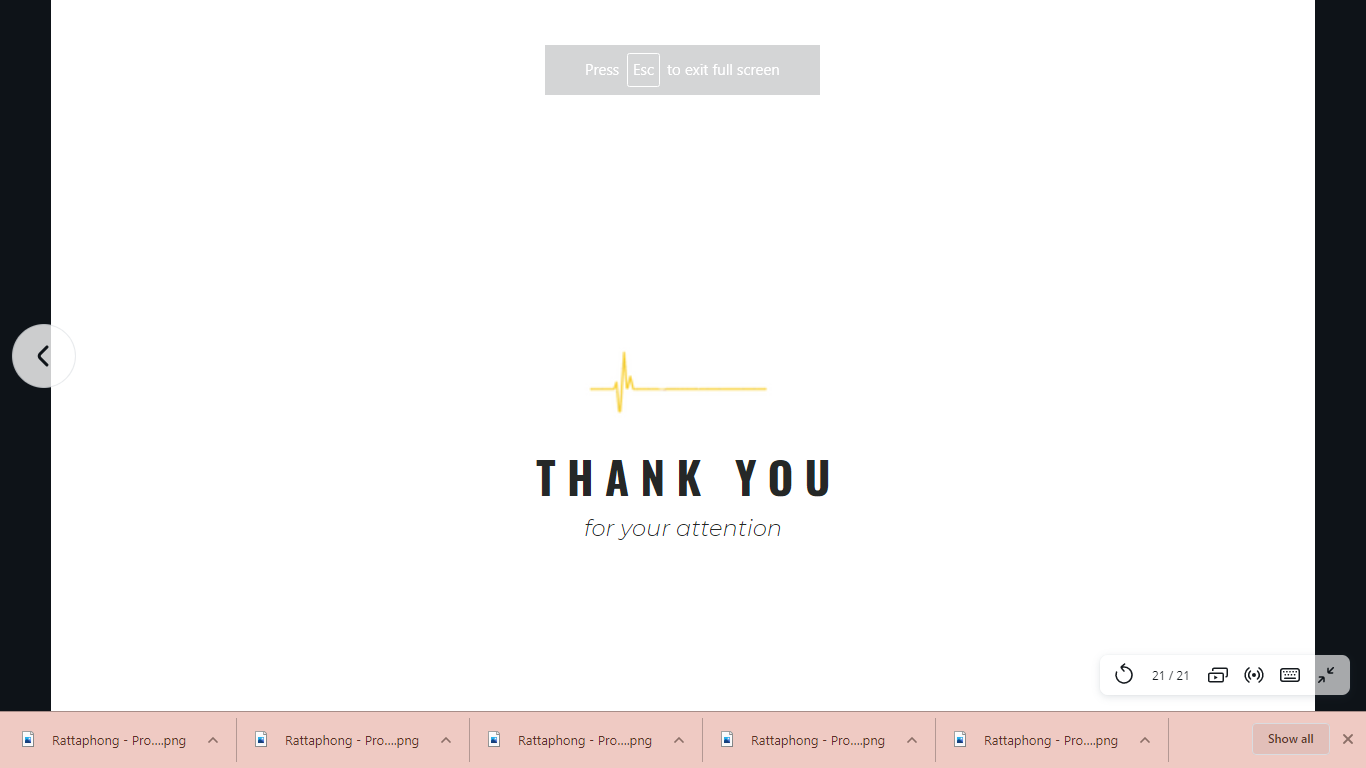 Press Esc to exit full screen
THANK YOU
for your attention
21 / 21
Rattaphong - Pro....png
Rattaphong - Pro....png
Rattaphong - Pro....png
Rattaphong - Pro....png
Rattaphong - Pro....png
Show all